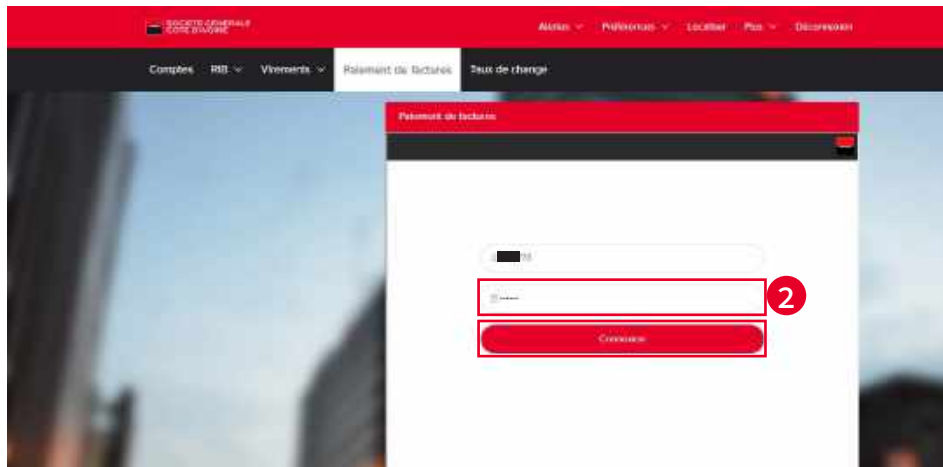 SOCIETE GENERALE
COTE D'IVOIRE
Alertes Préférences Localiser Plus Déconnexion
Comptes RIB Virements Paiement de factures Taux de change
Paiement de factures
2
Connexion